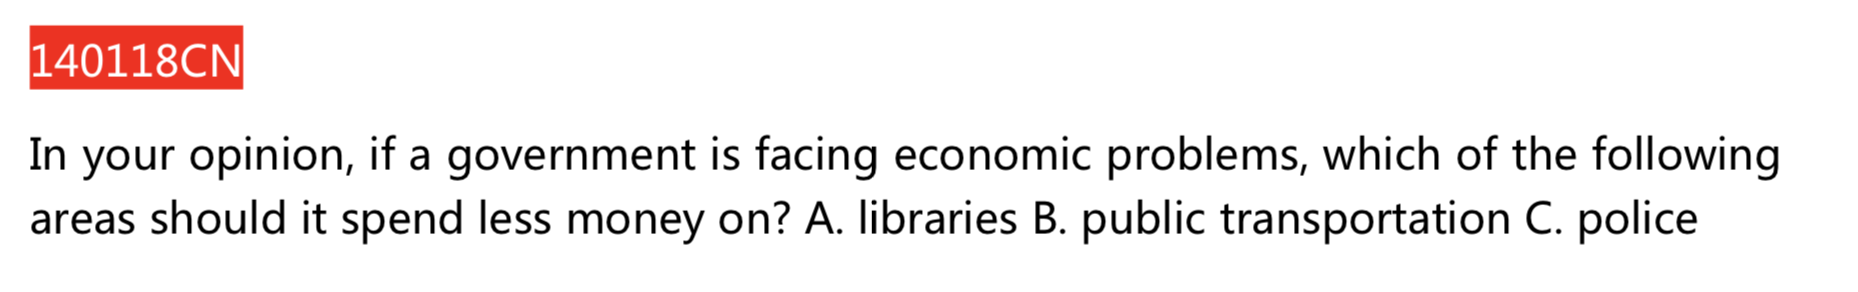 140118CN
In your opinion, if a government is facing economic problems, which of the following
areas should it spend less money on? A. libraries B. public transportation C. police